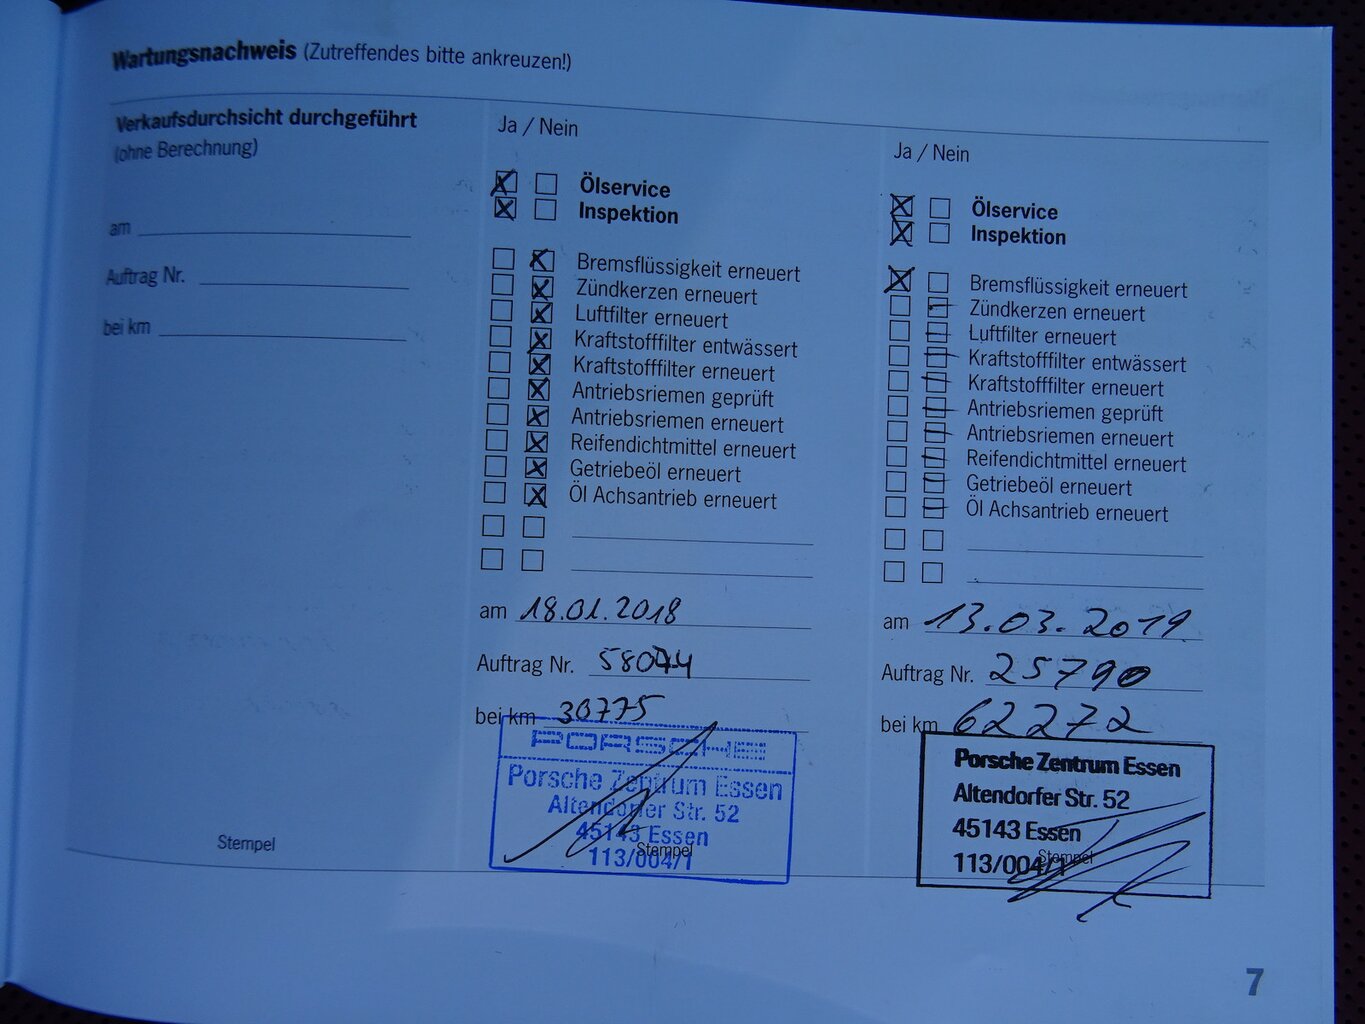 Wartungsnachweis (Zutreffendes bitte ankreuzen!)
Verkaufsdurchsicht durchgeführt
(ohne Berechnung)
am
Auftrag Nr.
bei km
Stempel
Ja / Nein
Ölservice
Inspektion
Bremsflüssigkeit erneuert
Zündkerzen erneuert
Luftfilter erneuert
Kraftstofffilter entwässert
Kraftstofffilter erneuert
Antriebsriemen geprüft
Antriebsriemen erneuert
Reifendichtmittel erneuert
Getriebeöl erneuert
Öl Achsantrieb erneuert
am 18.01.2018
Auftrag Nr. 58044
bei km 30775
PORSCHE
Porsche Zentrum Essen
Altendorfer Str. 52
45143 Essen
Stempel
113/004/1
Ja / Nein
Ölservice
Inspektion
Bremsflüssigkeit erneuert
Zündkerzen erneuert
Luftfilter erneuert
Kraftstofffilter entwässert
Kraftstofffilter erneuert
Antriebsriemen geprüft
Antriebsriemen erneuert
Reifendichtmittel erneuert
Getriebeöl erneuert
Öl Achsantrieb erneuert
am 13.03.2019
Auftrag Nr. 25790
bei km 62272
Porsche Zentrum Essen
Altendorfer Str. 52
45143 Essen
Stempel
113/004/1
7